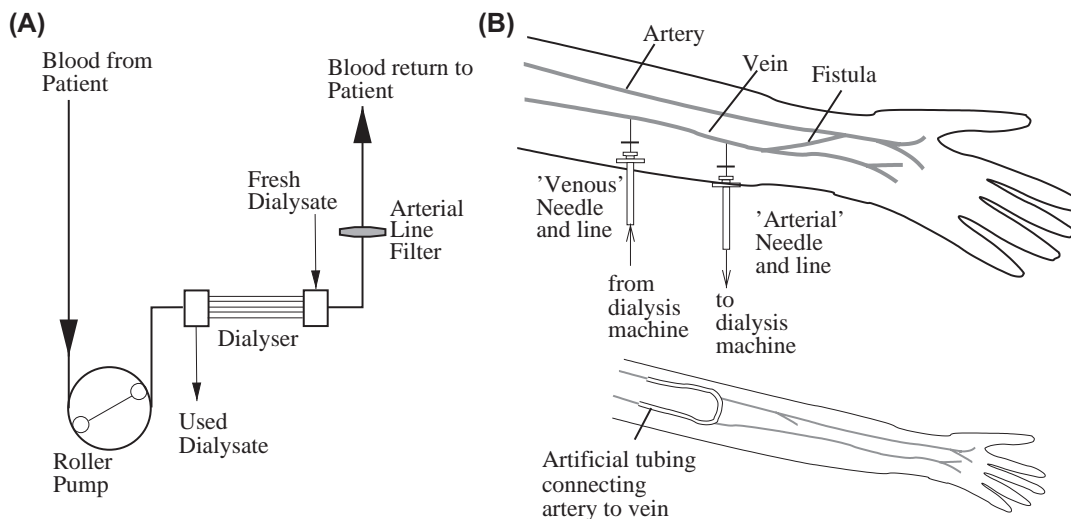 (A)
Blood from
Patient
Blood return to
Patient
Fresh
Dialysate
Arterial
Line
Filter
Dialyser
Used
Dialysate
Roller
Pump
(B)
Artery
Vein
Fistula
'Venous'
Needle
and line
'Arterial'
Needle
and line
from
dialysis
machine
to
dialysis
machine
Artificial tubing
connecting
artery to vein